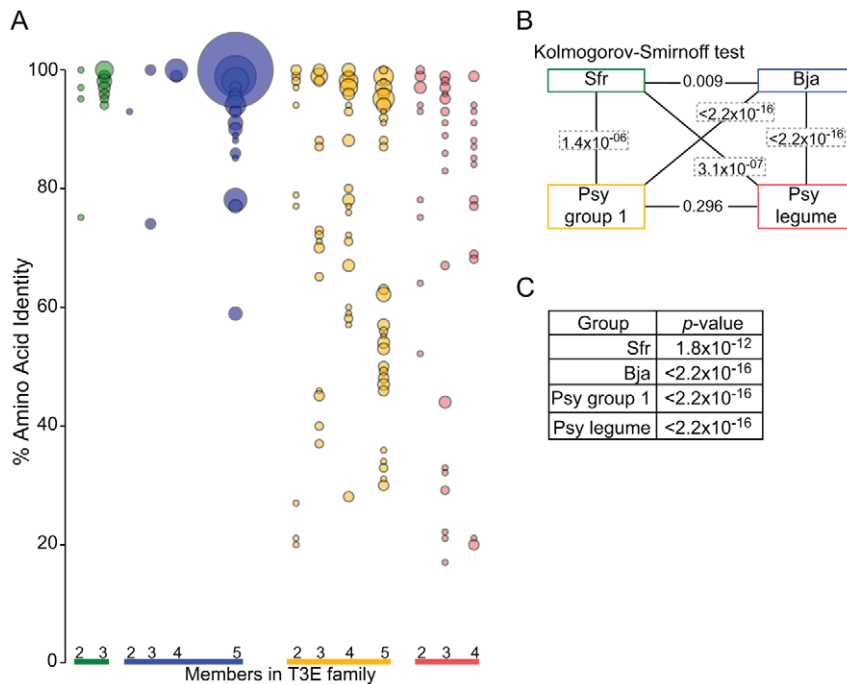 A
% Amino Acid Identity
100
80
60
40
20
0
2 3 2 3 4 5 2 3 4 5 2 3 4
Members in T3E family
B
Kolmogorov-Smirnoff test
Sfr 0.009 Bja
<2.2x10-16
1.4x10-06 <2.2x10-16
3.1x10-07
Psy group 1 0.296 Psy legume
C
Group p-value
Sfr 1.8x10-12
Bja <2.2x10-16
Psy group 1 <2.2x10-16
Psy legume <2.2x10-16